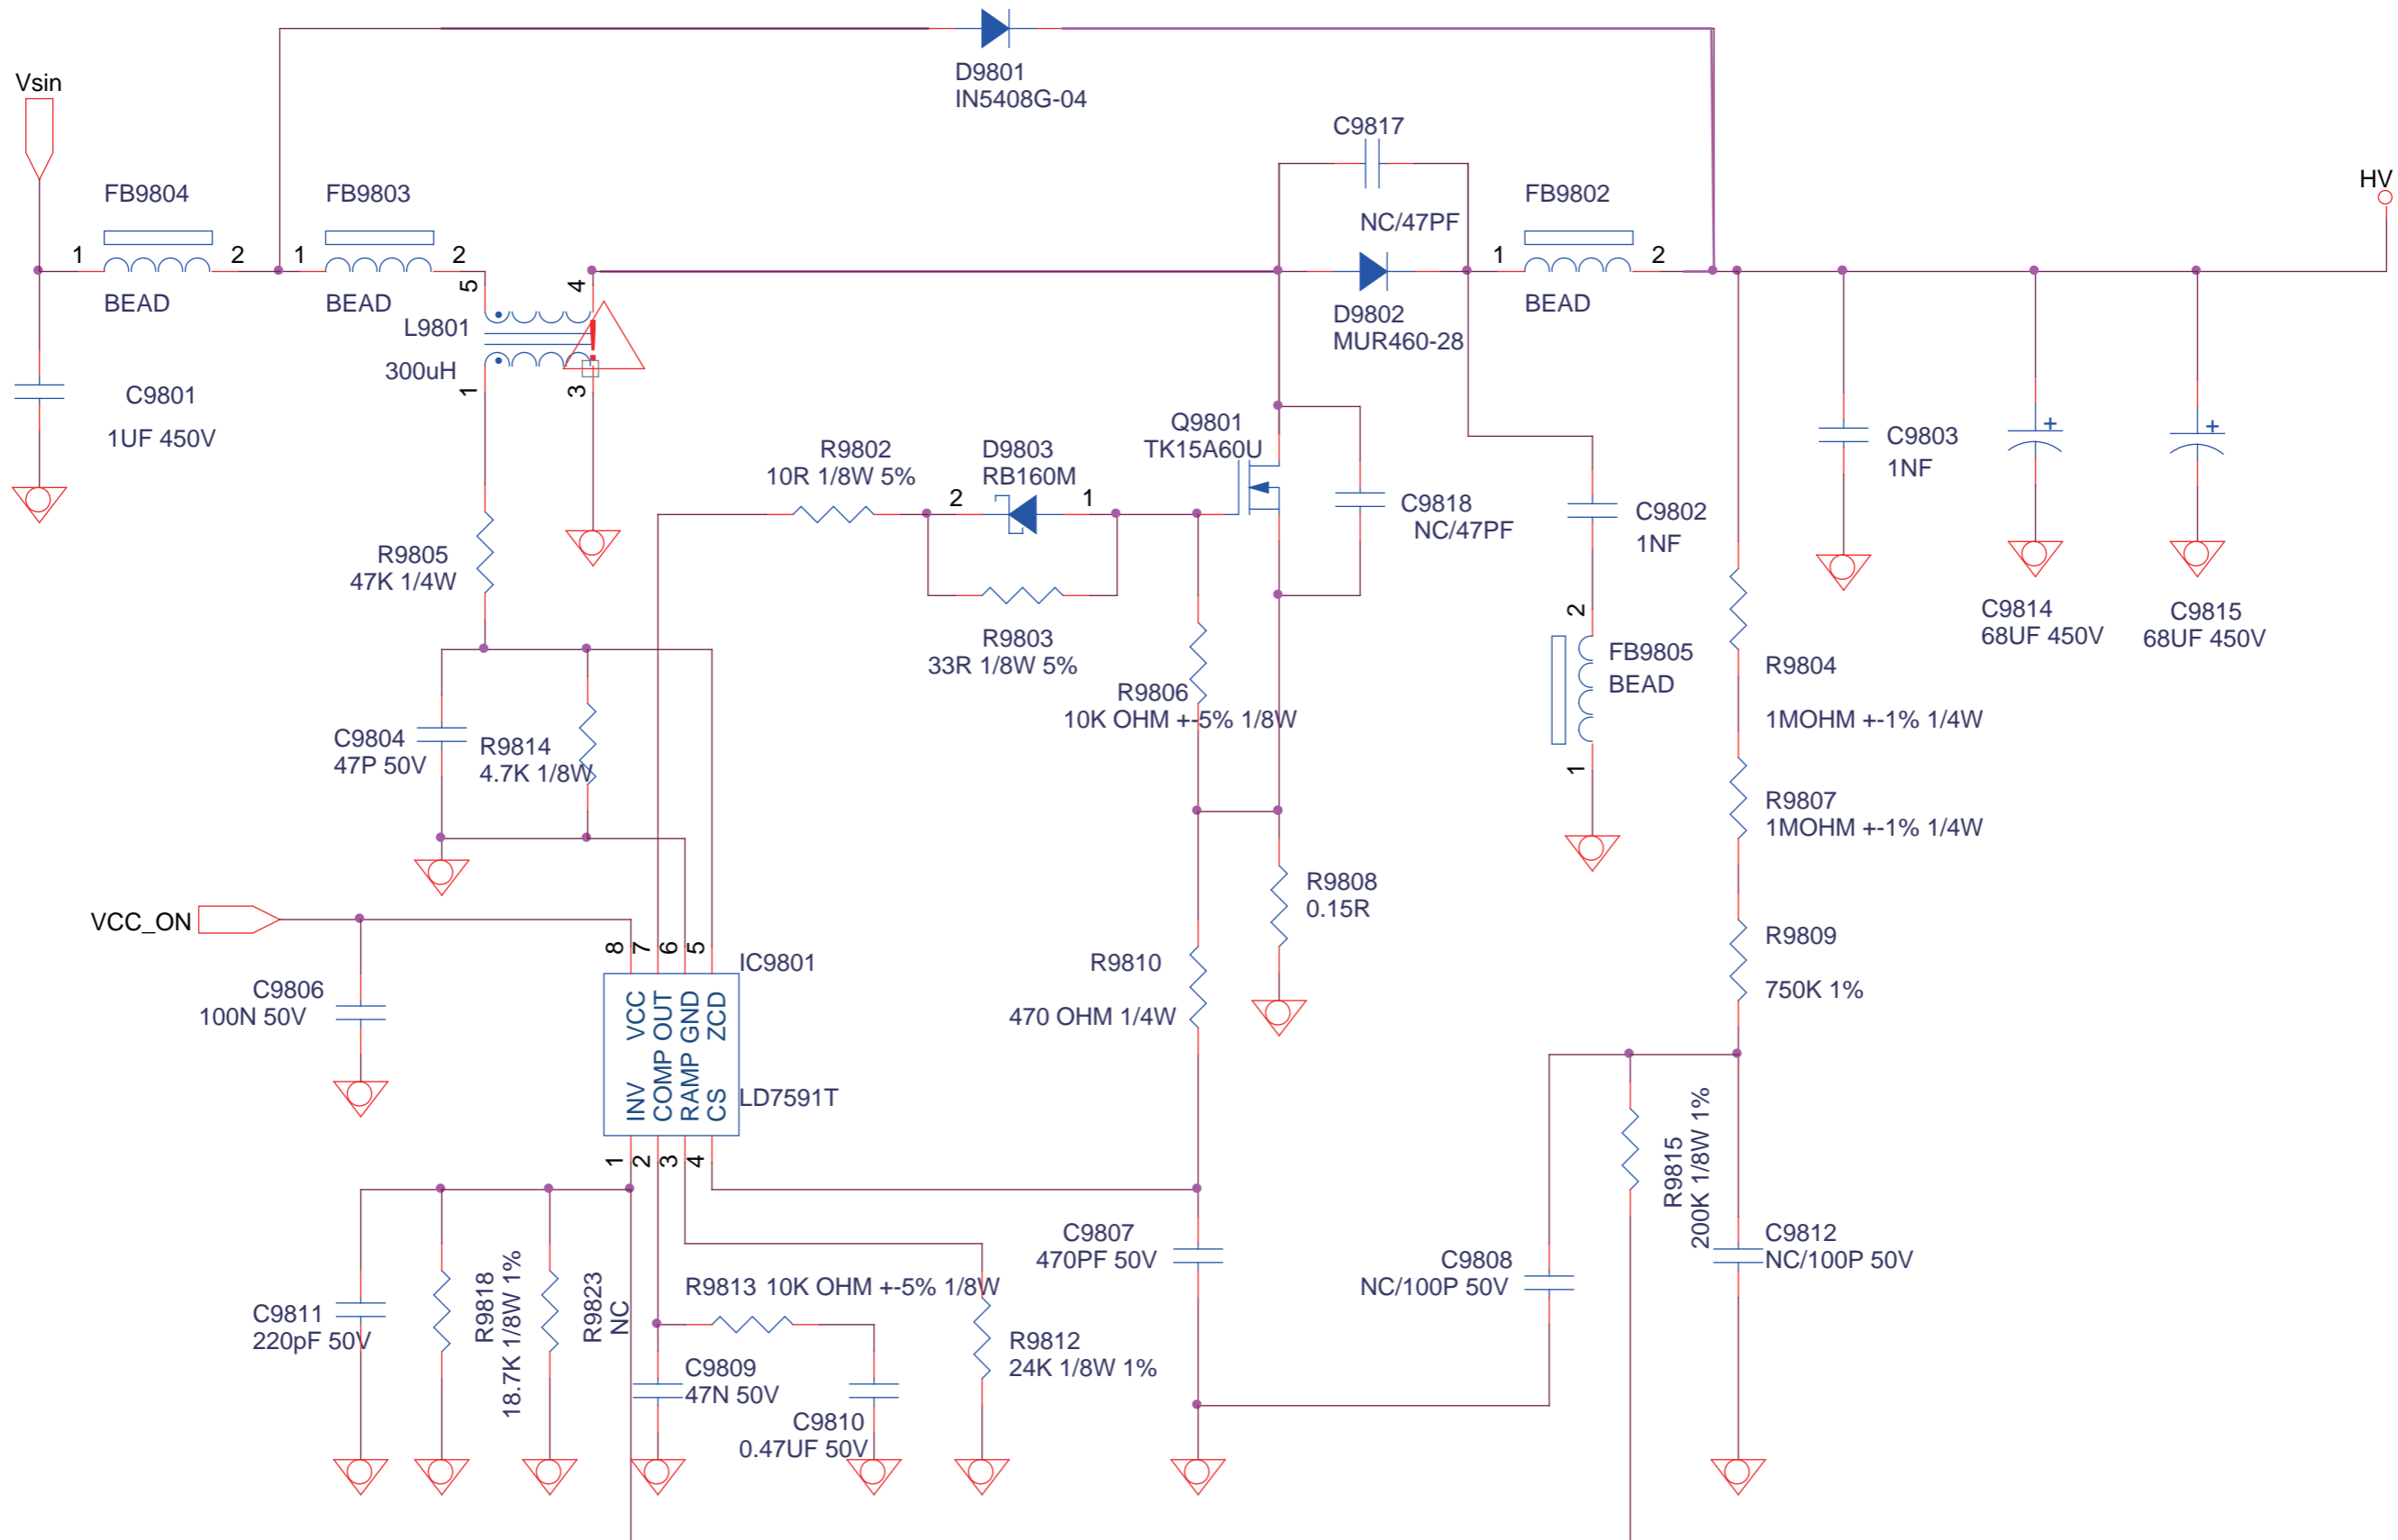 D9801
IN5408G-04
Vsin
C9817
NC/47PF
HV
FB9804
1
2
BEAD
FB9803
1
2
BEAD
FB9802
1
2
BEAD
D9802
MUR460-28
5
4
L9801
300uH
1
3
C9801
1UF 450V
Q9801
TK15A60U
R9802
10R 1/8W 5%
D9803
RB160M
2
1
C9818
NC/47PF
C9802
1NF
C9803
1NF
C9814
68UF 450V
C9815
68UF 450V
R9805
47K 1/4W
R9803
33R 1/8W 5%
R9806
10K OHM +-5% 1/8W
2
FB9805
BEAD
1
R9804
1MOHM +-1% 1/4W
R9807
1MOHM +-1% 1/4W
C9804
47P 50V
R9814
4.7K 1/8W
R9808
0.15R
VCC_ON
R9809
750K 1%
8
7
6
5
IC9801
C9806
100N 50V
R9810
470 OHM 1/4W
INV VCC
COMP OUT
RAMP GND
CS ZCD
LD7591T
1
2
3
4
R9815
200K 1/8W 1%
C9807
470PF 50V
C9808
NC/100P 50V
C9812
NC/100P 50V
C9811
220pF 50V
R9818
18.7K 1/8W 1%
R9823
NC
R9813 10K OHM +-5% 1/8W
R9812
24K 1/8W 1%
C9809
47N 50V
C9810
0.47UF 50V